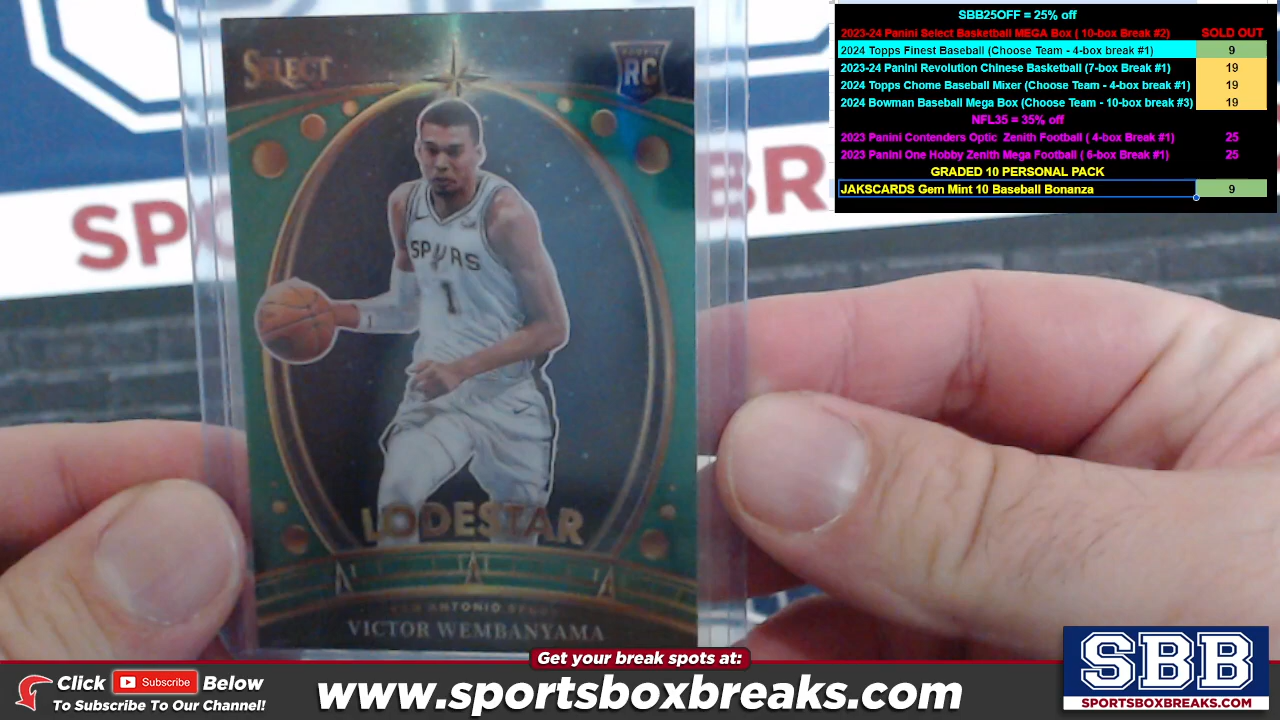 SBB25OFF = 25% off
2023-24 Panini Select Basketball MEGA Box ( 10-box Break #2) SOLD OUT
2024 Topps Finest Baseball (Choose Team - 4-box break #1) 9
2023-24 Panini Revolution Chinese Basketball (7-box Break #1) 19
2024 Topps Chome Baseball Mixer (Choose Team - 4-box break #1) 19
2024 Bowman Baseball Mega Box (Choose Team - 10-box break #3) 19
NFL35 = 35% off
2023 Panini Contenders Optic Zenith Football ( 4-box Break #1) 25
2023 Panini One Hobby Zenith Mega Football ( 6-box Break #1) 25
GRADED 10 PERSONAL PACK
JAKSCARDS Gem Mint 10 Baseball Bonanza 9
SELECT
ROOKIE
RC
SP
R
SPURS
1
LODESTAR
SAN ANTONIO SPURS
VICTOR WEMBANYAMA
Get your break spots at:
Click Subscribe Below
To Subscribe To Our Channel!
www.sportsboxbreaks.com
SBB
SPORTSBOXBREAKS.COM